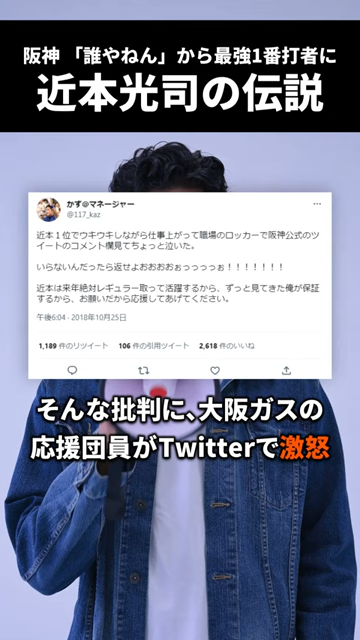 阪神 「誰やねん」から最強1番打者に
近本光司の伝説
かず@マネージャー
@117_kaz
近本１位でウキウキしながら仕事上がって職場のロッカーで阪神公式のツ
イートのコメント欄見てちょっと泣いた。
いらないんだったら返せよおおおおぉっっっっぉ！！！！！！！
近本は来年絶対レギュラー取って活躍するから、ずっと見てきた俺が保証
するから、お願いだから応援してあげてください。
午後6:04 · 2018年10月25日
1,189 件のリツイート 106 件の引用ツイート 2,618 件のいいね
そんな批判に、大阪ガスの
応援団員がTwitterで激怒